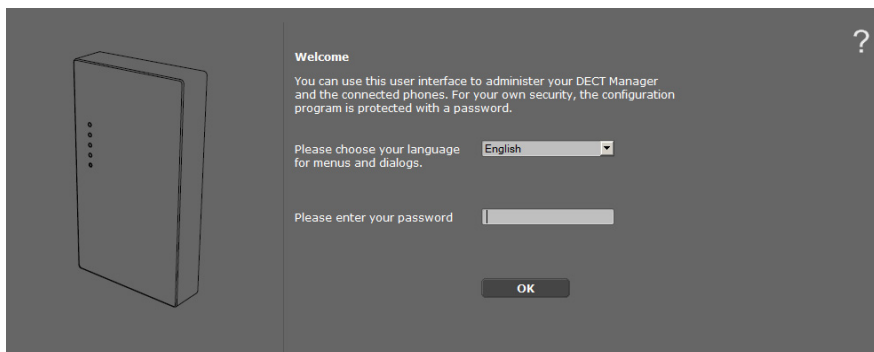 ?
Welcome
You can use this user interface to administer your DECT Manager
and the connected phones. For your own security, the configuration
program is protected with a password.
Please choose your language English
for menus and dialogs.
Please enter your password
OK